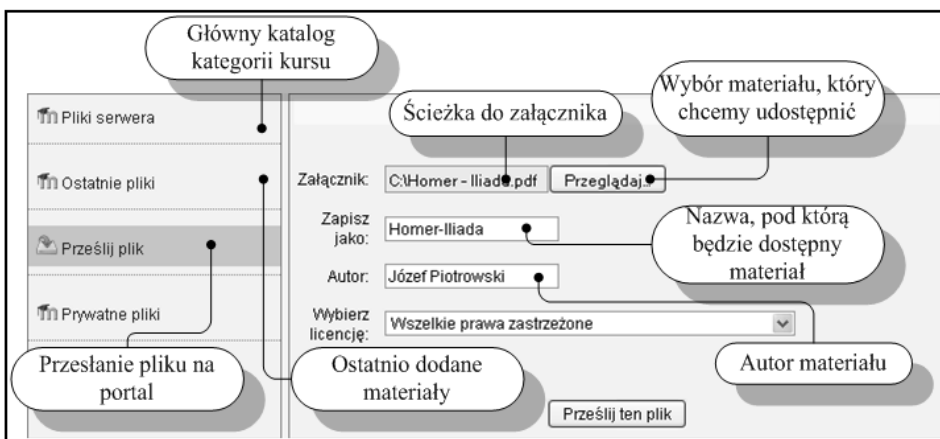 Główny katalog
kategorii kursu
Ścieżka do załącznika
Wybór materiału, który
chcemy udostępnić
Pliki serwera
Ostatnie pliki
Prześlij plik
Prywatne pliki
Załącznik: C:\Homer - Iliada.pdf Przeglądaj...
Zapisz
jako: Homer-Iliada
Nazwa, pod którą
będzie dostępny
materiał
Autor: Józef Piotrowski
Wybierz
licencję: Wszelkie prawa zastrzeżone
Przesłanie pliku na
portal
Ostatnio dodane
materiały
Autor materiału
Prześlij ten plik